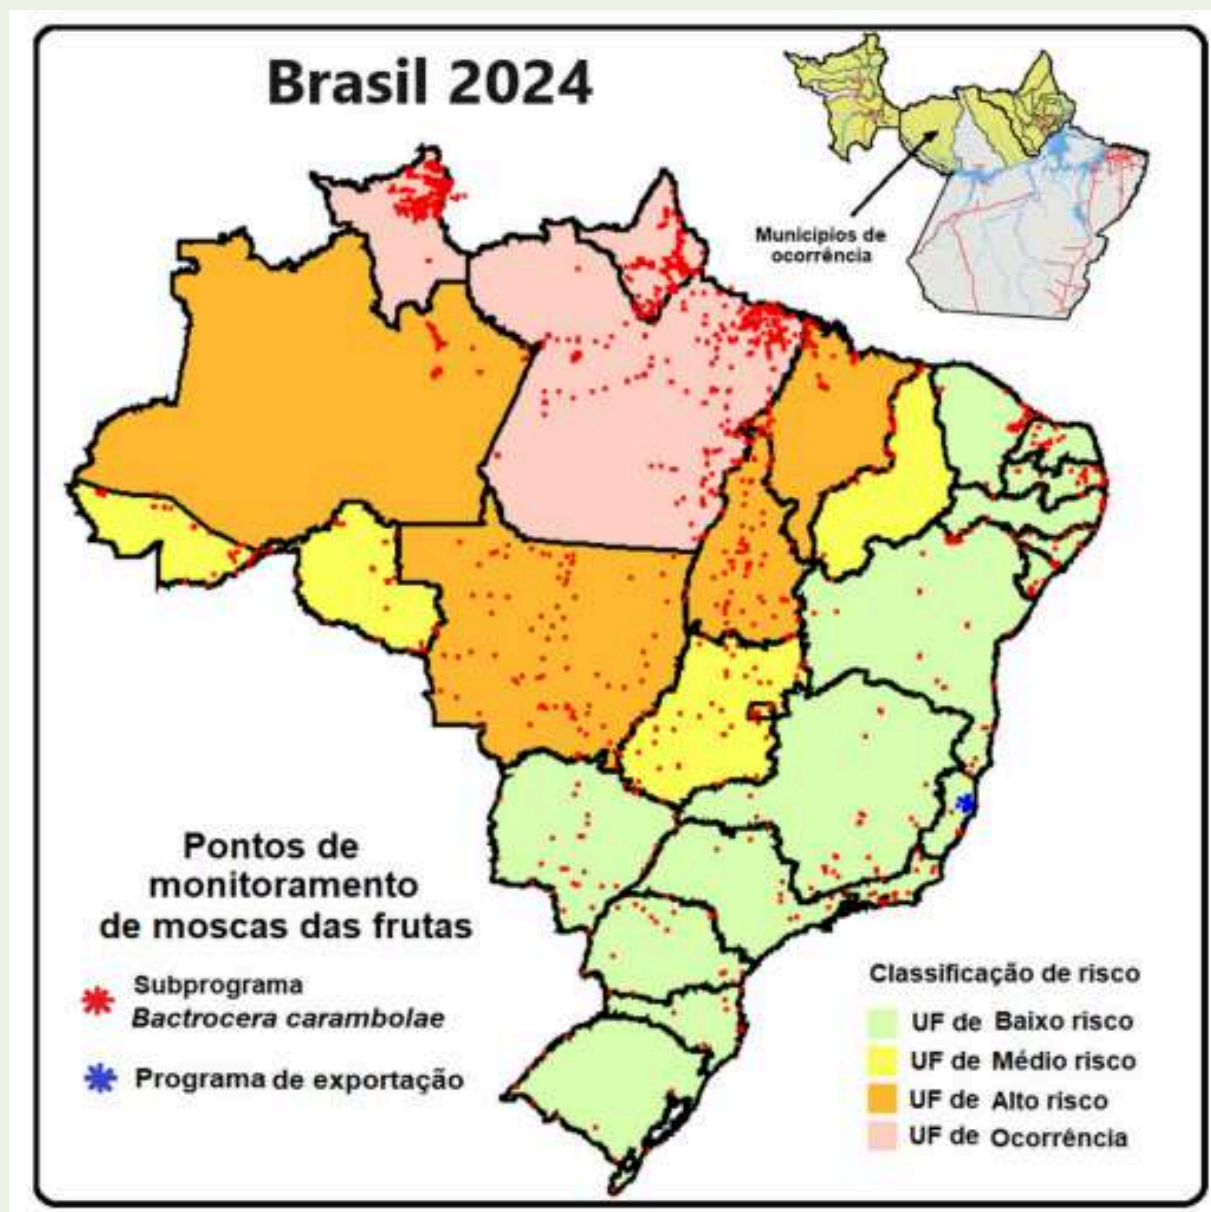 Brasil 2024
Municípios de
ocorrência
Pontos de
monitoramento
de moscas das frutas
Subprograma
Bactrocera carambolae
Programa de exportação
Classificação de risco
UF de Baixo risco
UF de Médio risco
UF de Alto risco
UF de Ocorrência